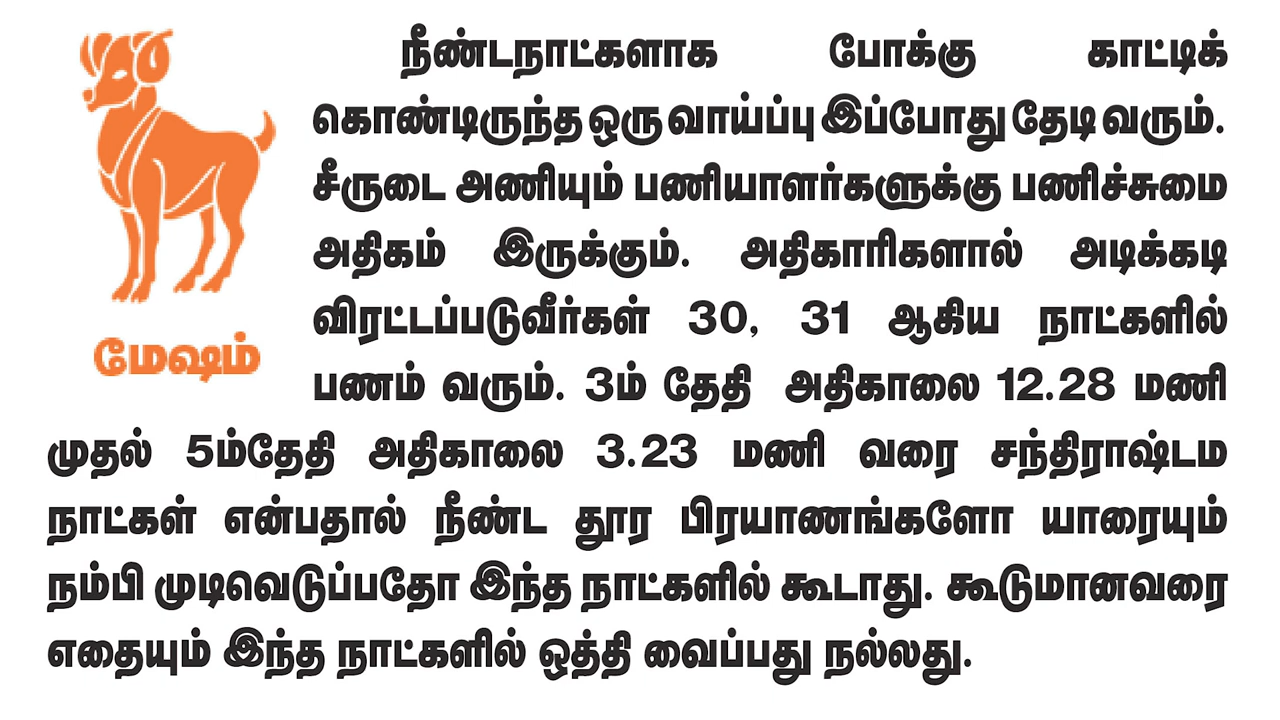 நீண்டநாட்களாக போக்கு காட்டிக்
கொண்டிருந்த ஒரு வாய்ப்பு இப்போது தேடி வரும்.
சீருடை அணியும் பணியாளர்களுக்கு பணிச்சுமை
அதிகம் இருக்கும். அதிகாரிகளால் அடிக்கடி
விரட்டப்படுவீர்கள் 30, 31 ஆகிய நாட்களில்
பணம் வரும். 3ம் தேதி அதிகாலை 12.28 மணி
மேஷம்
முதல் 5ம்தேதி அதிகாலை 3.23 மணி வரை சந்திராஷ்டம
நாட்கள் என்பதால் நீண்ட தூர பிரயாணங்களோ யாரையும்
நம்பி முடிவெடுப்பதோ இந்த நாட்களில் கூடாது. கூடுமானவரை
எதையும் இந்த நாட்களில் ஒத்தி வைப்பது நல்லது.